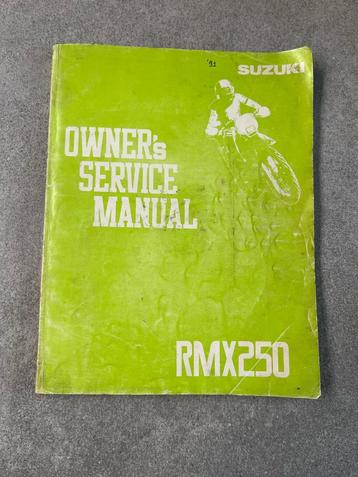 '91
SUZUKI
OWNER's
SERVICE
MANUAL
RMX250